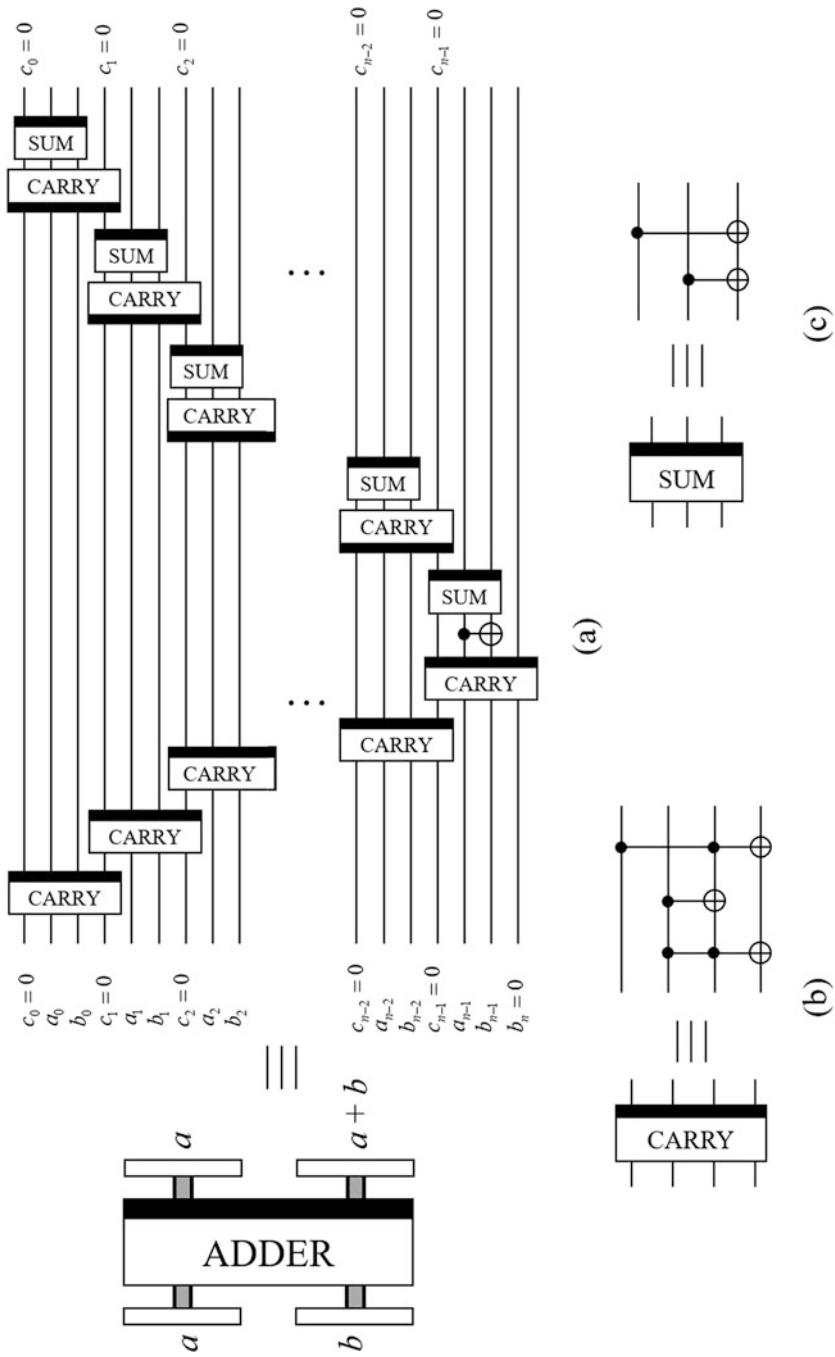 a
b
ADDER
a
a + b
c₀ = 0
a₀
b₀
c₁ = 0
a₁
b₁
c₂ = 0
a₂
b₂
cₙ₋₂ = 0
aₙ₋₂
bₙ₋₂
cₙ₋₁ = 0
aₙ₋₁
bₙ₋₁
bₙ = 0
CARRY
CARRY
CARRY
...
CARRY
CARRY
SUM
CARRY
SUM
...
CARRY
SUM
CARRY
SUM
CARRY
SUM
c₀ = 0
c₁ = 0
c₂ = 0
cₙ₋₂ = 0
cₙ₋₁ = 0
(a)
CARRY
(b)
SUM
(c)